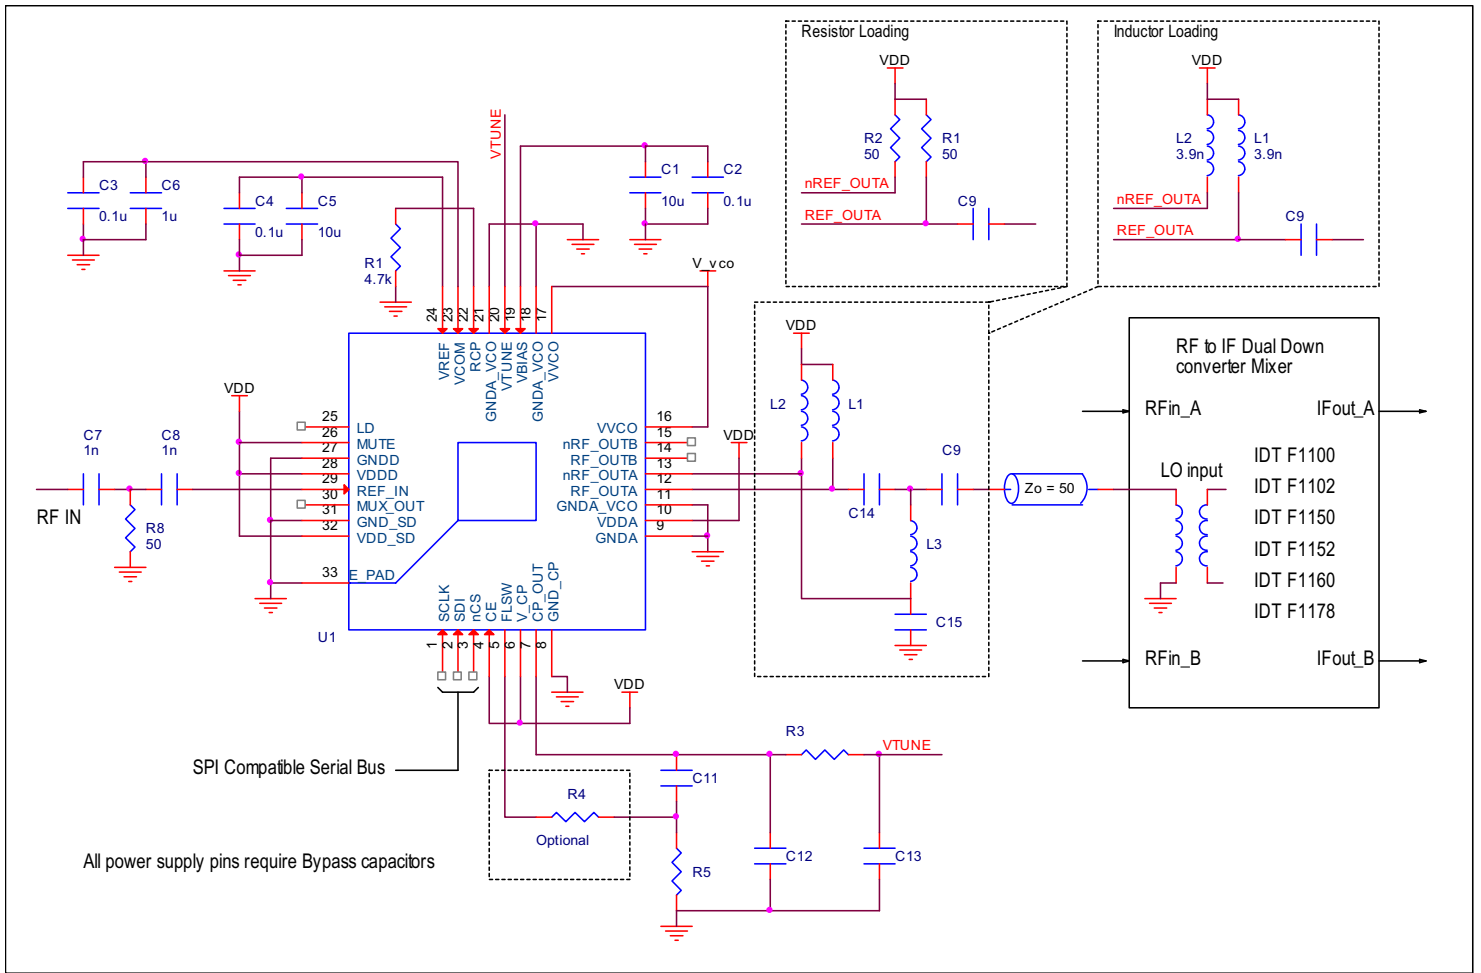 Resistor Loading
VDD
R2
50
R1
50
nREF_OUTA
REF_OUTA
C9
Inductor Loading
VDD
L2
3.9n
L1
3.9n
nREF_OUTA
REF_OUTA
C9
VTUNE
C3
0.1u
C6
1u
C4
0.1u
C5
10u
R1
4.7k
C1
10u
C2
0.1u
V_vco
24
23
22
21
20
19
18
17
VREF
VCOM
RCP
GNDA_VCO
VTUNE
VBIAS
GNDA_VCO
VVCO
VDD
C7
1n
C8
1n
RF IN
R8
50
25
26
27
28
29
30
31
32
33
LD
MUTE
GNDD
VDDD
REF_IN
MUX_OUT
GND_SD
VDD_SD
E_PAD
VVCO
nRF_OUTB
RF_OUTB
nRF_OUTA
RF_OUTA
GNDA_VCO
VDDA
GNDA
16
15
14
13
12
11
10
9
VDD
SCLK
SDI
nCS
CE
FLSW
V_CP
CP_OUT
GND_CP
1
2
3
4
5
6
7
8
U1
VDD
L2
L1
C14
C9
L3
C15
Zo = 50
RF to IF Dual Down
converter Mixer
RFin_A
IFout_A
LO input
IDT F1100
IDT F1102
IDT F1150
IDT F1152
IDT F1160
IDT F1178
RFin_B
IFout_B
VDD
SPI Compatible Serial Bus
R4
Optional
C11
R5
R3
VTUNE
C12
C13
All power supply pins require Bypass capacitors